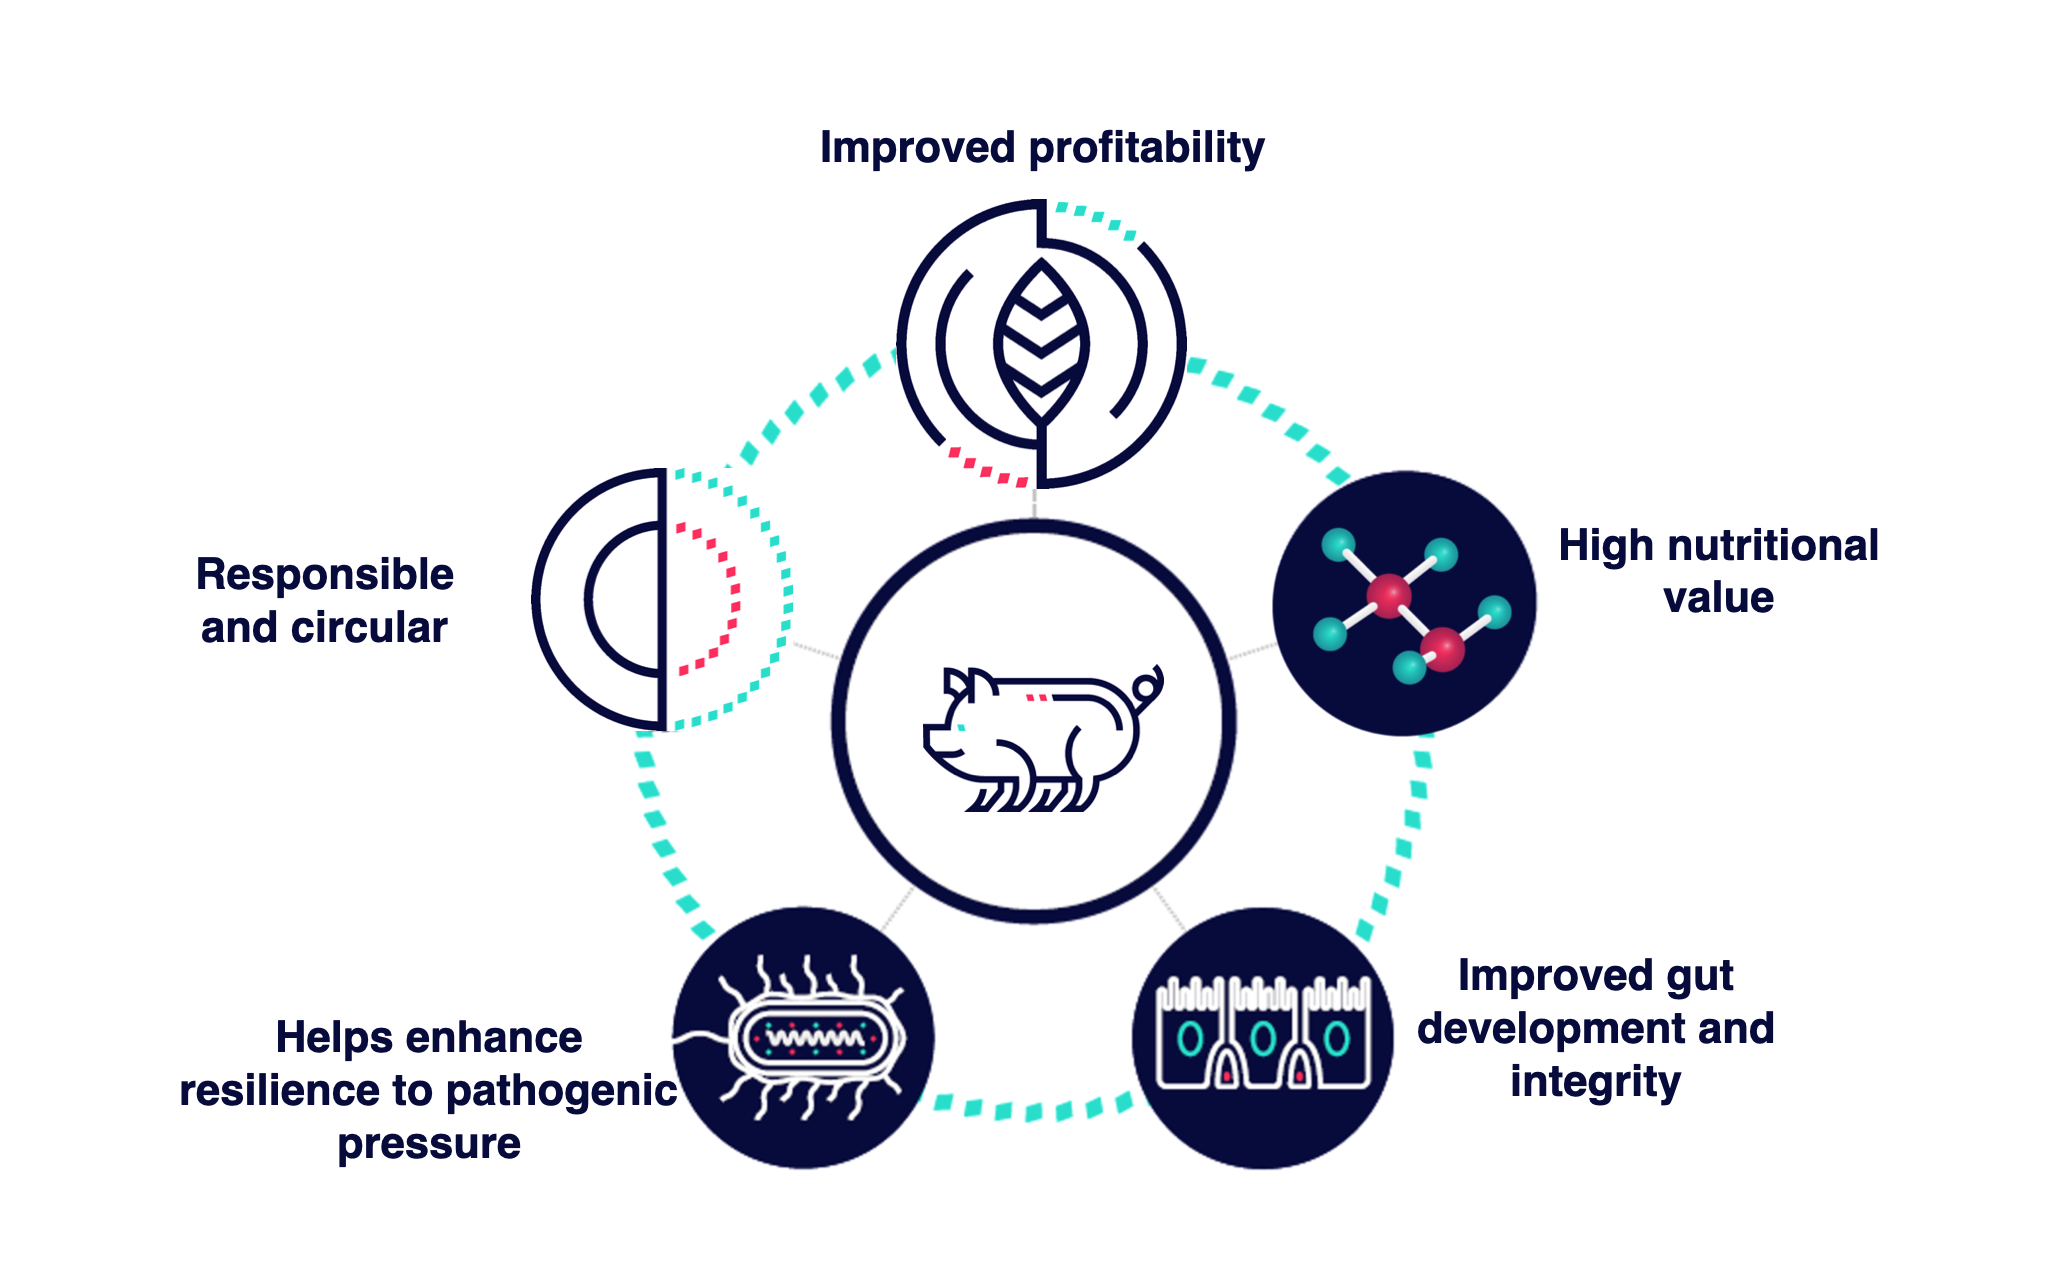 Improved profitability
High nutritional
value
Responsible
and circular
Improved gut
development and
integrity
Helps enhance
resilience to pathogenic
pressure